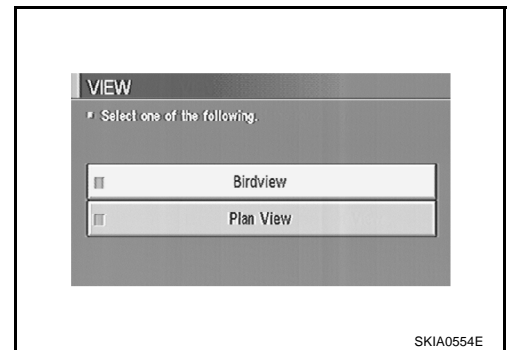 VIEW
Select one of the following.
Birdview
Plan View
SKIA0554E